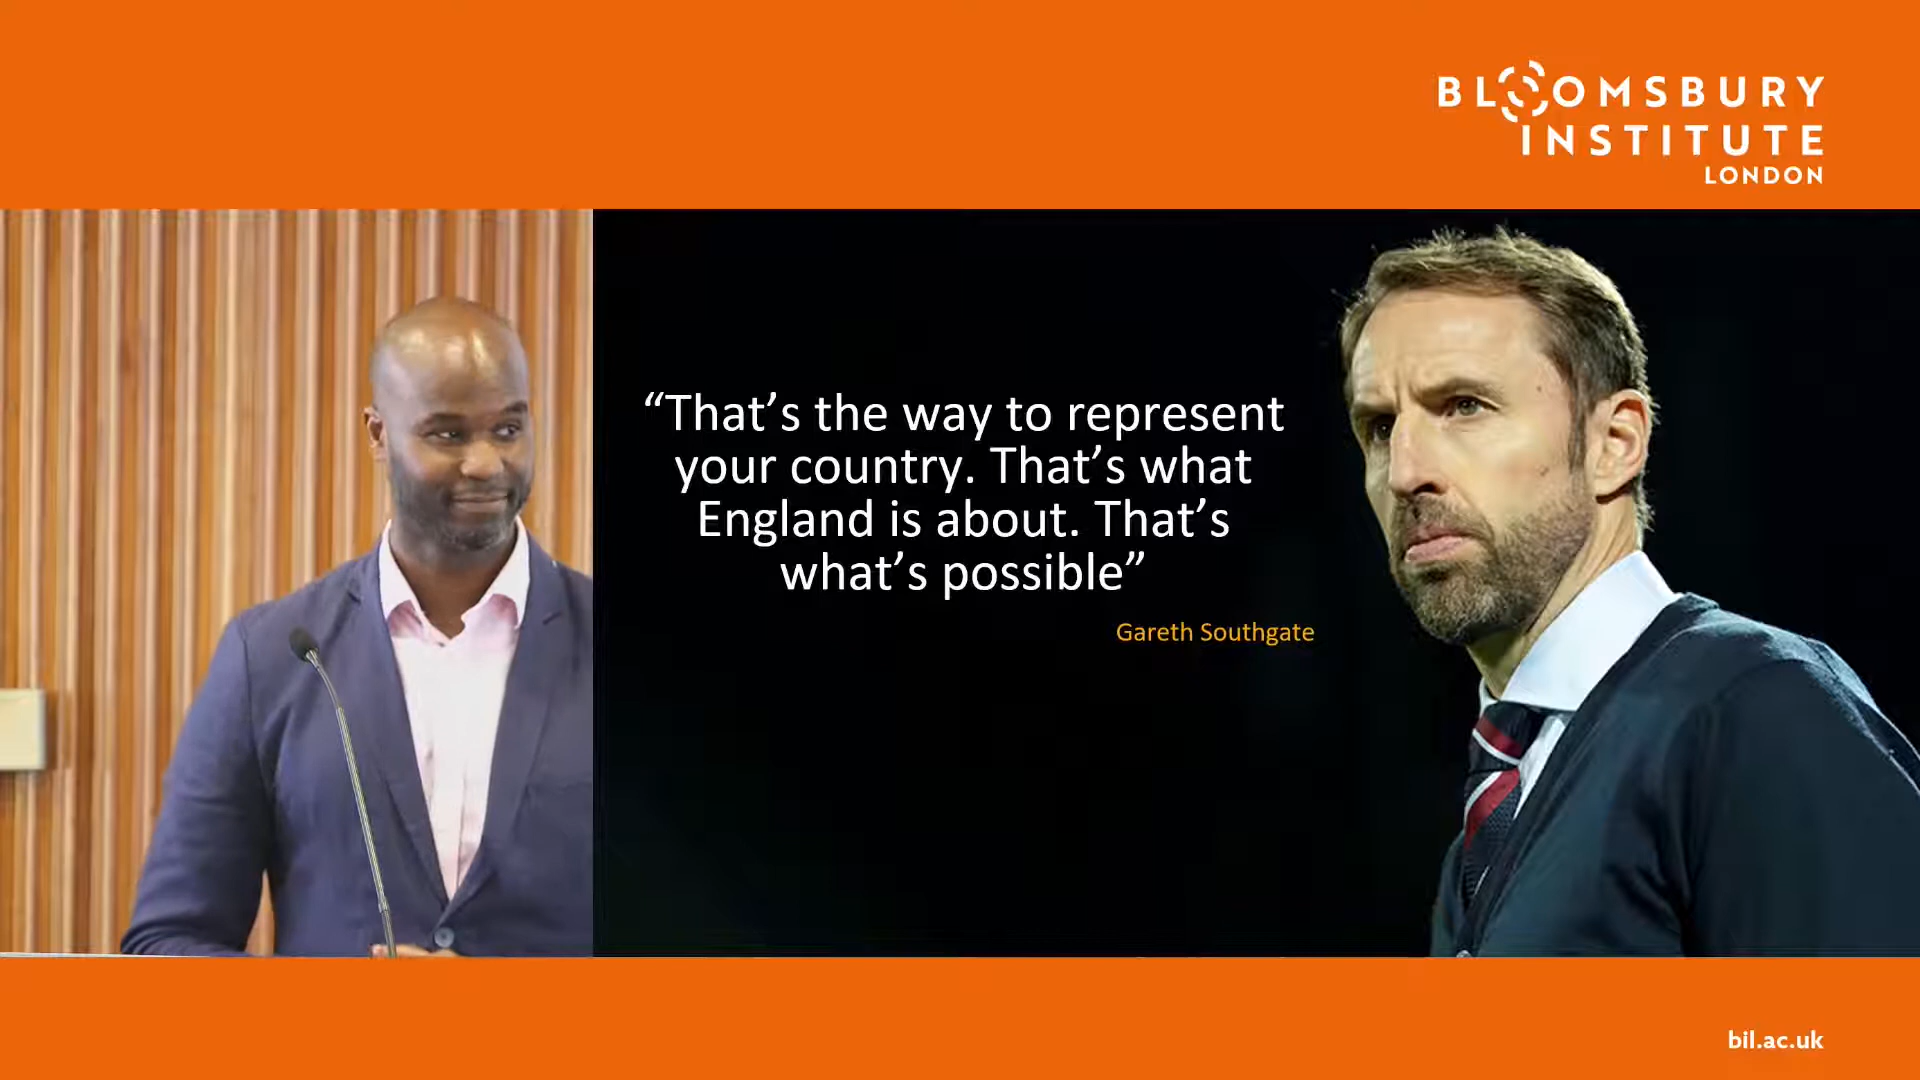 BLOOMSBURY
INSTITUTE
LONDON
“That’s the way to represent
your country. That’s what
England is about. That’s
what’s possible”
Gareth Southgate
bil.ac.uk